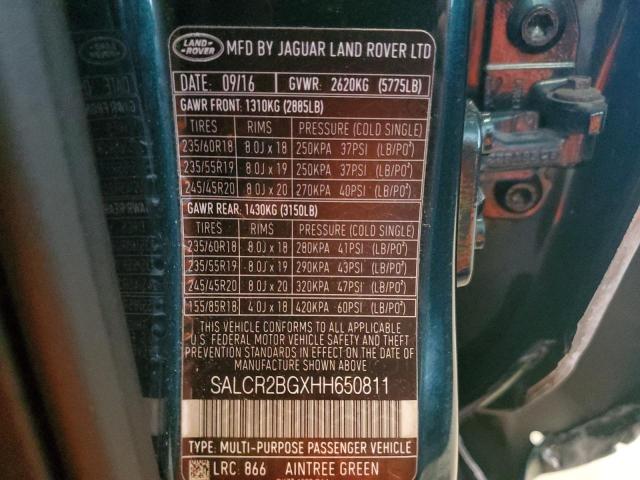 LAND-
ROVER
MFD BY JAGUAR LAND ROVER LTD
DATE: 09/16 GVWR: 2620KG (5775LB)
GAWR FRONT: 1310KG (2885LB)
TIRES RIMS PRESSURE (COLD SINGLE)
235/60R18 8.0J x 18 250KPA 37PSI (LB/PO²)
235/55R19 8.0J x 19 250KPA 37PSI (LB/PO²)
245/45R20 8.0J x 20 270KPA 40PSI (LB/PO²)
GAWR REAR: 1430KG (3150LB)
TIRES RIMS PRESSURE (COLD SINGLE)
235/60R18 8.0J x 18 280KPA 41PSI (LB/PO²)
235/55R19 8.0J x 19 290KPA 43PSI (LB/PO²)
245/45R20 8.0J x 20 320KPA 47PSI (LB/PO²)
155/85R18 4.0J x 18 420KPA 60PSI (LB/PO²)
THIS VEHICLE CONFORMS TO ALL APPLICABLE
U.S. FEDERAL MOTOR VEHICLE SAFETY AND THEFT
PREVENTION STANDARDS IN EFFECT ON THE DATE OF
MANUFACTURE SHOWN ABOVE
SALCR2BGXHH650811
TYPE: MULTI-PURPOSE PASSENGER VEHICLE
LRC: 866 AINTREE GREEN